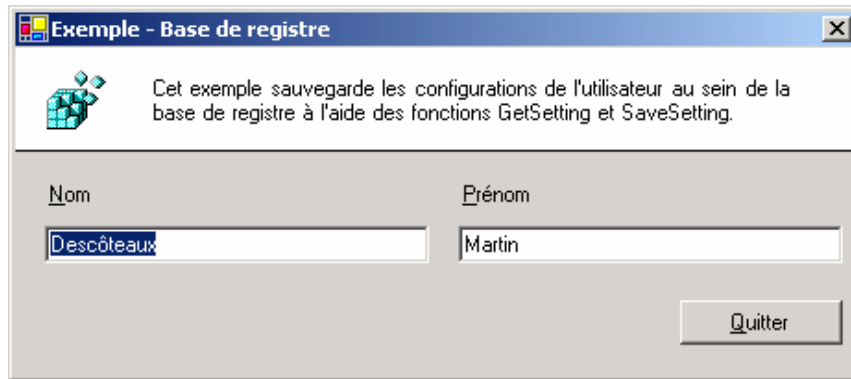 Exemple - Base de registre
Cet exemple sauvegarde les configurations de l'utilisateur au sein de la
base de registre à l'aide des fonctions GetSetting et SaveSetting.
Nom Prénom
Descôteaux Martin
Quitter